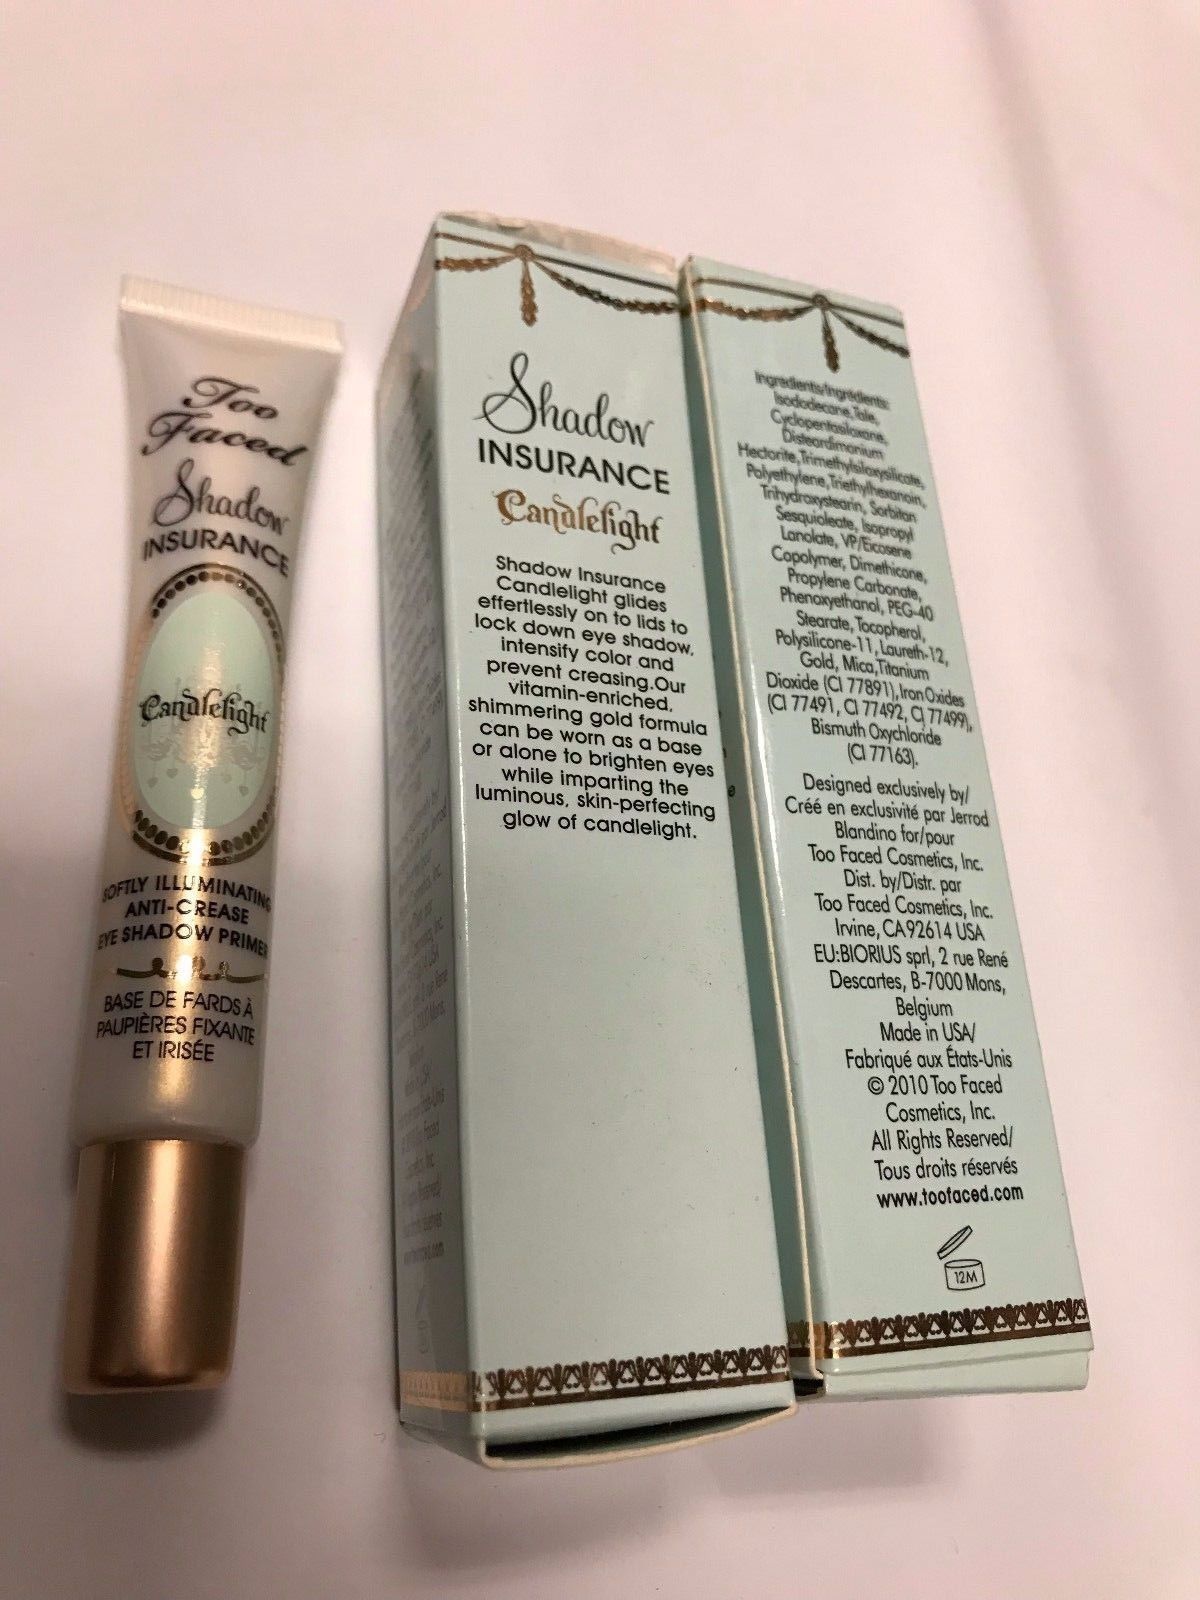 Too
Faced
Shadow
INSURANCE
Candlelight
SOFTLY ILLUMINATING
ANTI-CREASE
EYE SHADOW PRIMER
BASE DE FARDS À
PAUPIÈRES FIXANTE
ET IRISÉE
Shadow
INSURANCE
Candlelight
Shadow Insurance
Candlelight glides
effortlessly on to lids to
lock down eye shadow,
intensify color and
prevent creasing.Our
vitamin-enriched,
shimmering gold formula
can be worn as a base
or alone to brighten eyes
while imparting the
luminous, skin-perfecting
glow of candlelight.
Ingredients/Ingrédients:
Isododecane, Talc,
Cyclopentasiloxane,
Disteardimonium
Hectorite, Trimethylsiloxysilicate,
Polyethylene, Triethylhexanoin,
Trihydroxystearin, Sorbitan
Sesquioleate, Isopropyl
Lanolate, VP/Eicosene
Copolymer, Dimethicone,
Propylene Carbonate,
Phenoxyethanol, PEG-40
Stearate, Tocopherol,
Polysilicone-11, Laureth-12,
Gold, Mica, Titanium
Dioxide (CI 77891), Iron Oxides
(CI 77491, CI 77492, CI 77499),
Bismuth Oxychloride
(CI 77163).
Designed exclusively by/
Créé en exclusivité par Jerrod
Blandino for/pour
Too Faced Cosmetics, Inc.
Dist. by/Distr. par
Too Faced Cosmetics, Inc.
Irvine, CA 92614 USA
EU:BIORIUS sprl, 2 rue René
Descartes, B-7000 Mons,
Belgium
Made in USA/
Fabriqué aux États-Unis
© 2010 Too Faced
Cosmetics, Inc.
All Rights Reserved/
Tous droits réservés
www.toofaced.com
12M